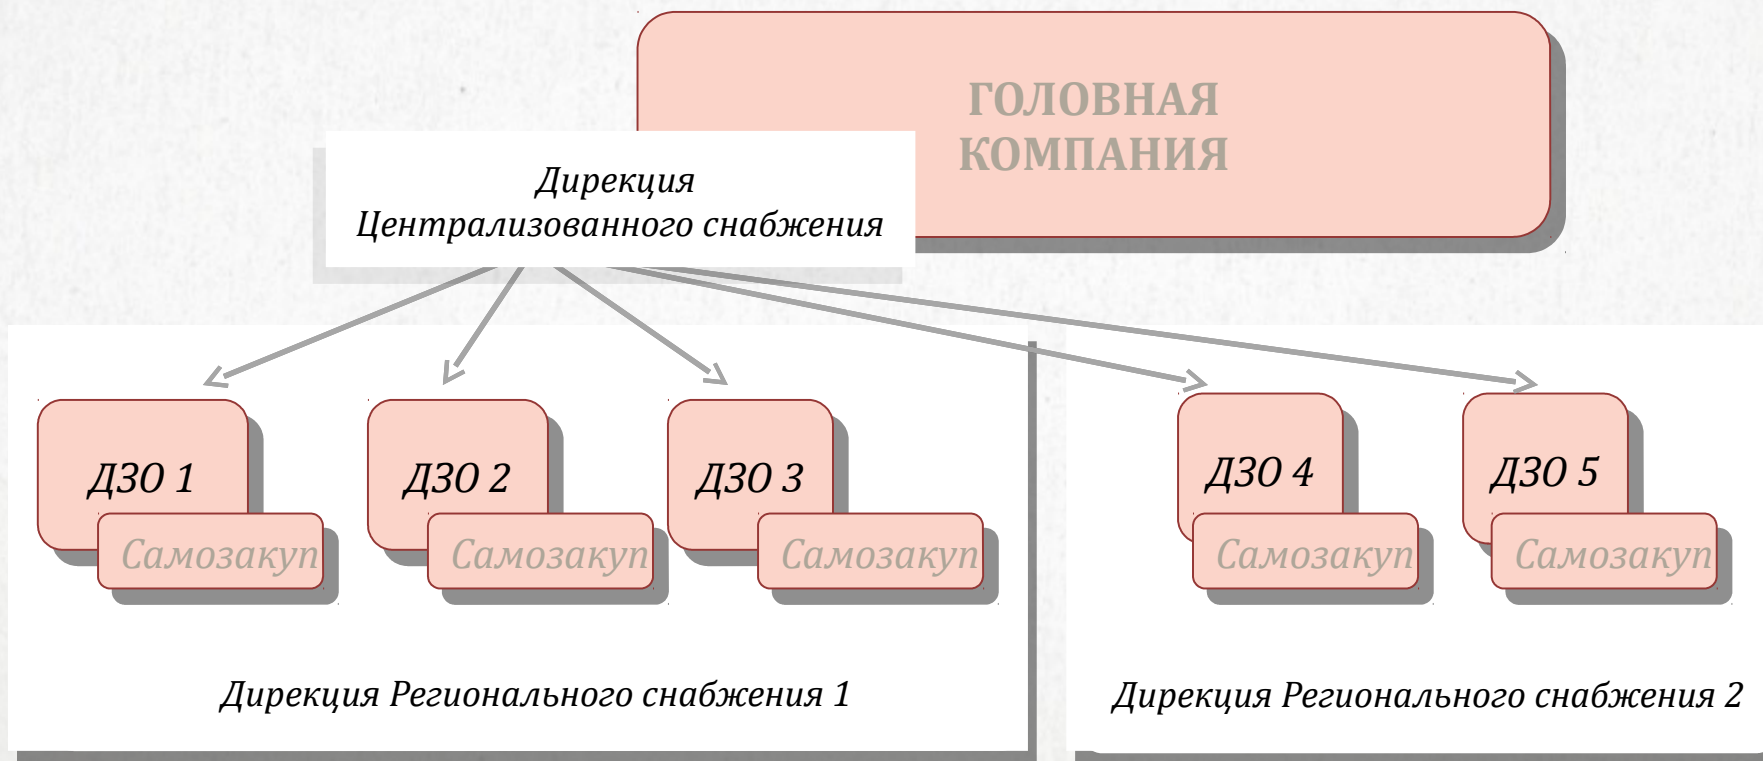 ГОЛОВНАЯ
КОМПАНИЯ
Дирекция
Централизованного снабжения
ДЗО 1
ДЗО 2
ДЗО 3
ДЗО 4
ДЗО 5
Самозакуп
Самозакуп
Самозакуп
Самозакуп
Самозакуп
Дирекция Регионального снабжения 1
Дирекция Регионального снабжения 2